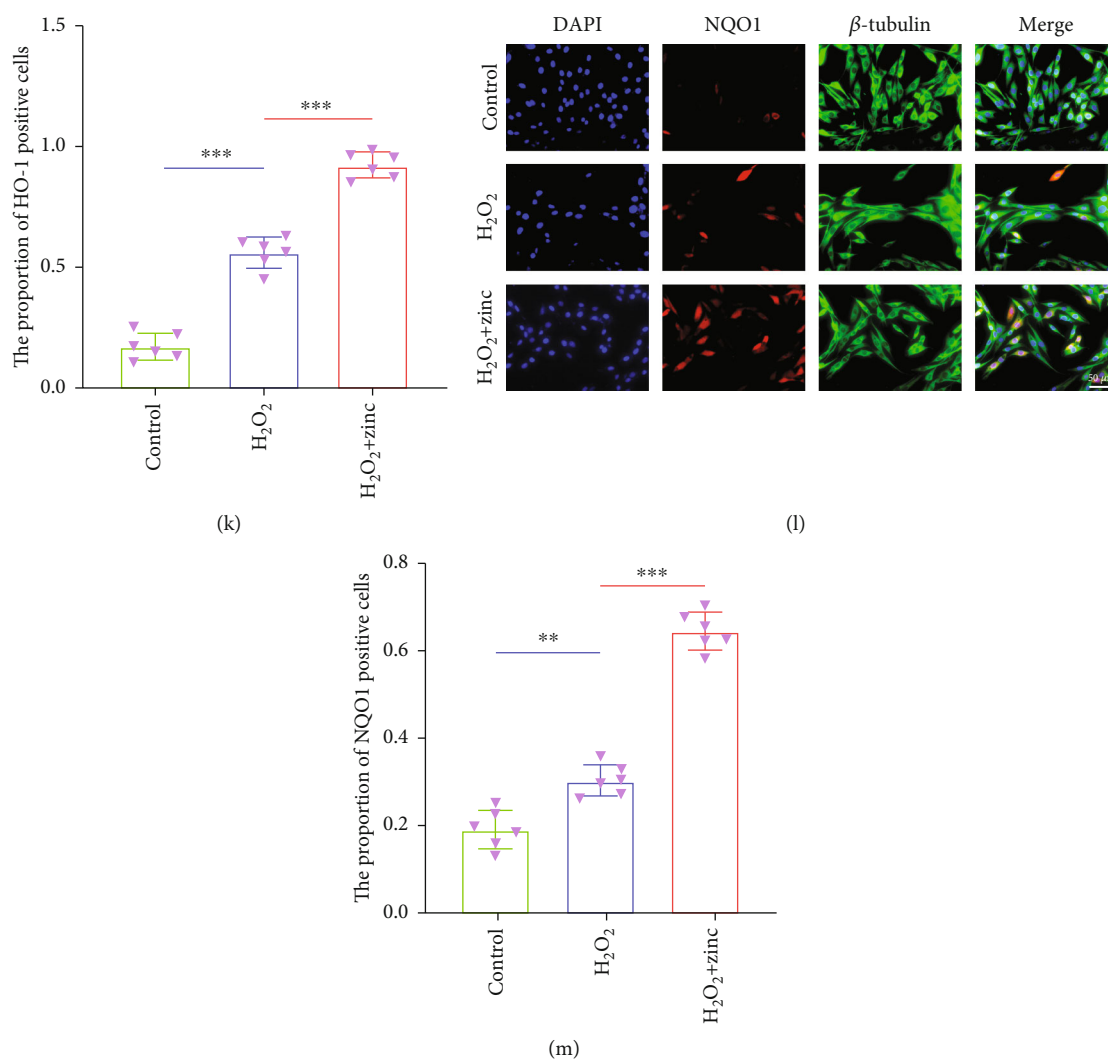 The proportion of HO-1 positive cells
1.5
1.0
0.5
0.0
***
***
Control
H₂O₂
H₂O₂+zinc
(k)
DAPI NQO1 β-tubulin Merge
Control
H₂O₂
H₂O₂+zinc
50 μ
(l)
The proportion of NQO1 positive cells
0.8
0.6
0.4
0.2
0.0
**
***
Control
H₂O₂
H₂O₂+zinc
(m)